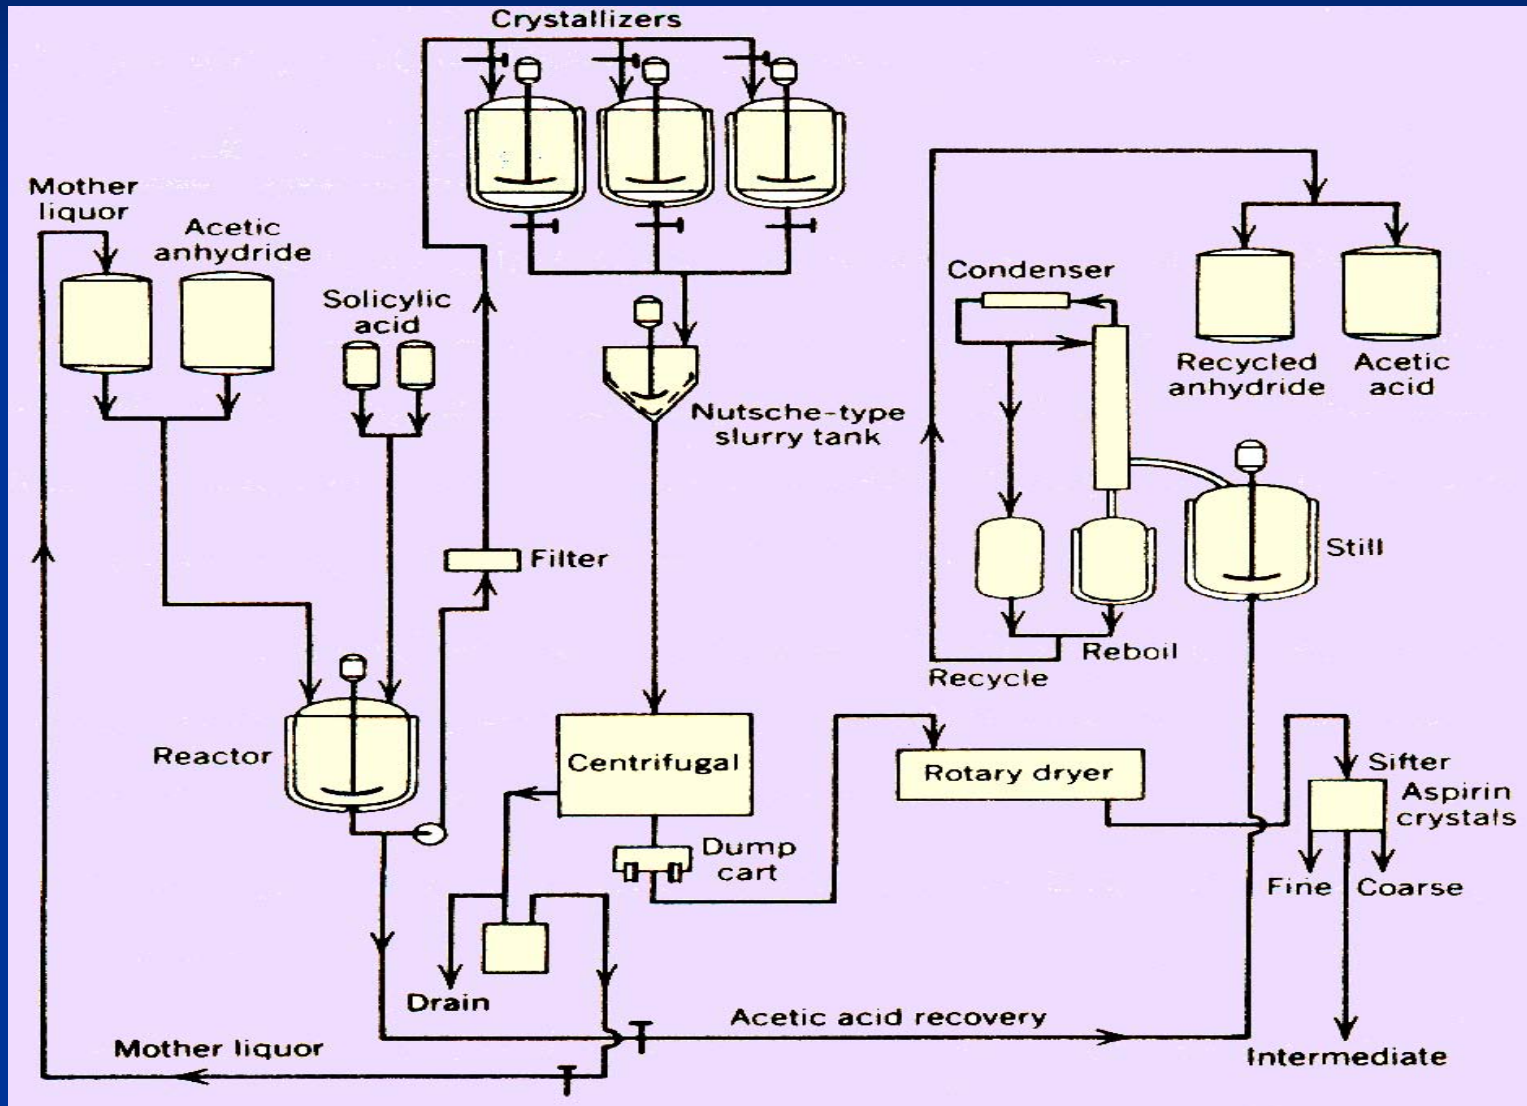 Crystallizers
Mother
liquor
Acetic
anhydride
Solicylic
acid
Condenser
Recycled
anhydride
Acetic
acid
Nutsche-type
slurry tank
Filter
Still
Reboil
Recycle
Reactor
Centrifugal
Rotary dryer
Sifter
Aspirin
crystals
Dump
cart
Fine
Coarse
Drain
Acetic acid recovery
Mother liquor
Intermediate